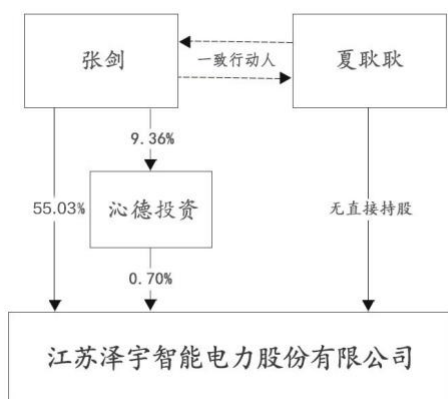 张剑
一致行动人
夏耿耿
9.36%
55.03%
沁德投资
无直接持股
0.70%
江苏泽宇智能电力股份有限公司